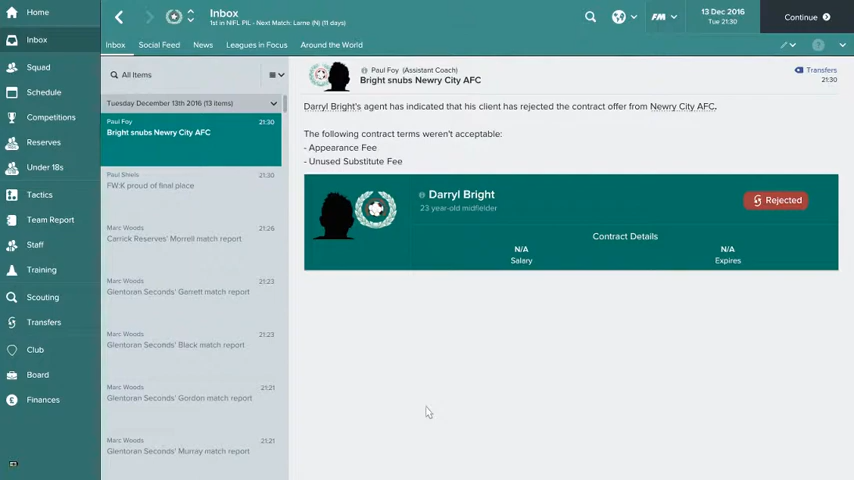 Home
Inbox
Squad
Schedule
Competitions
Reserves
Under 18s
Tactics
Team Report
Staff
Training
Scouting
Transfers
Club
Board
Finances
Inbox
1st in NIFL PIL - Next Match: Larne (N) (11 days)
FM
13 Dec 2016
Tue 21:30
Continue
Inbox Social Feed News Leagues in Focus Around the World
All Items
Tuesday December 13th 2016 (13 items)
Paul Foy 21:30
Bright snubs Newry City AFC
Paul Shiels 21:30
FW:K proud of final place
Marc Woods 21:26
Carrick Reserves' Morrell match report
Marc Woods 21:23
Glentoran Seconds' Garrett match report
Marc Woods 21:23
Glentoran Seconds' Black match report
Marc Woods 21:21
Glentoran Seconds' Gordon match report
Marc Woods 21:21
Glentoran Seconds' Murray match report
Paul Foy (Assistant Coach)
Bright snubs Newry City AFC
Transfers
21:30
Darryl Bright's agent has indicated that his client has rejected the contract offer from Newry City AFC.
The following contract terms weren't acceptable:
- Appearance Fee
- Unused Substitute Fee
Darryl Bright
23 year-old midfielder
Rejected
Contract Details
N/A N/A
Salary Expires